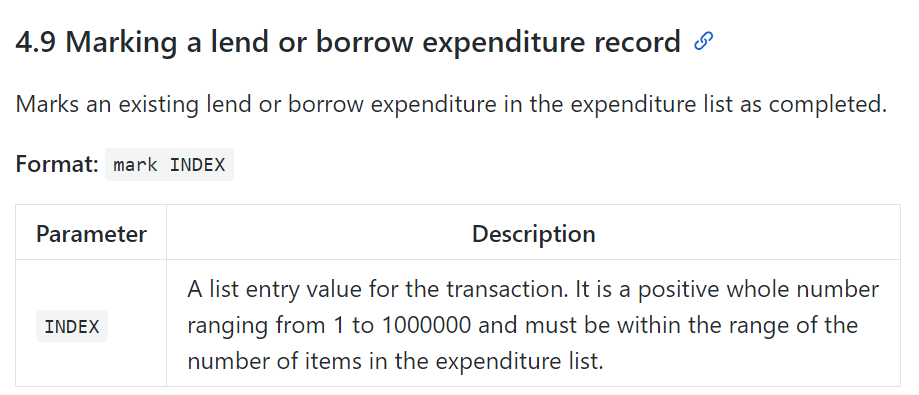 4.9 Marking a lend or borrow expenditure record
Marks an existing lend or borrow expenditure in the expenditure list as completed.
Format: mark INDEX
Parameter Description
INDEX
A list entry value for the transaction. It is a positive whole number
ranging from 1 to 1000000 and must be within the range of the
number of items in the expenditure list.